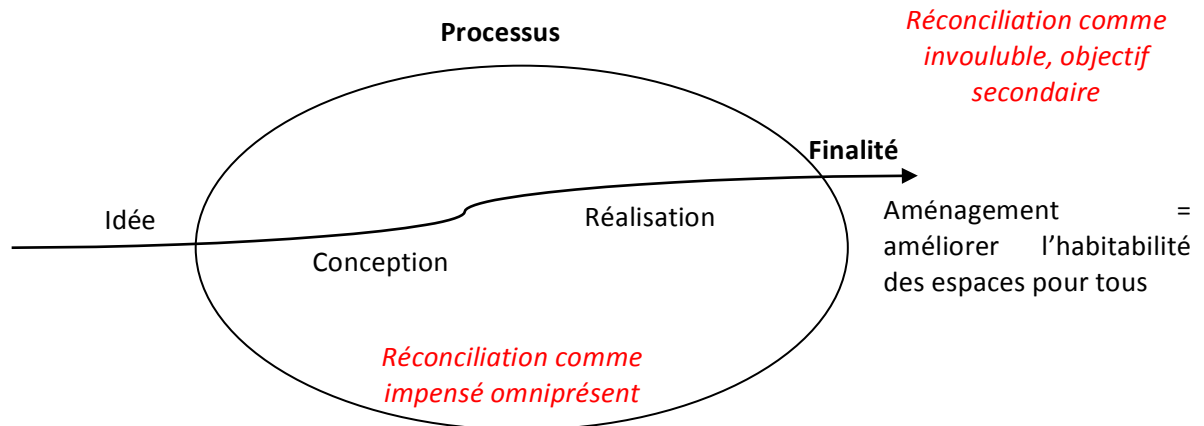 Processus
Réconciliation comme
invouluble, objectif
secondaire
Finalité
Idée
Réalisation
Conception
Aménagement =
améliorer l’habitabilité
des espaces pour tous
Réconciliation comme
impensé omniprésent